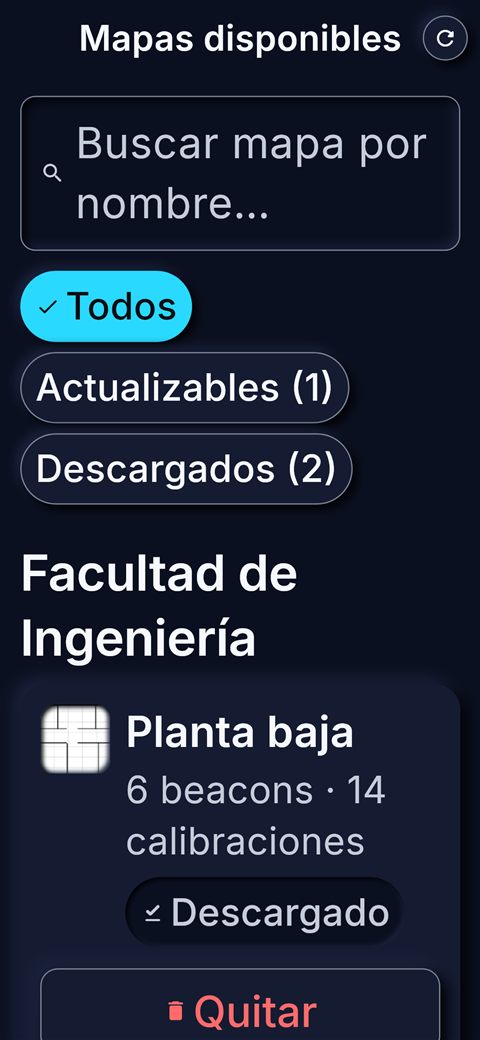 Mapas disponibles
Buscar mapa por
nombre...
Todos
Actualizables (1)
Descargados (2)
Facultad de
Ingeniería
Planta baja
6 beacons · 14
calibraciones
Descargado
Quitar